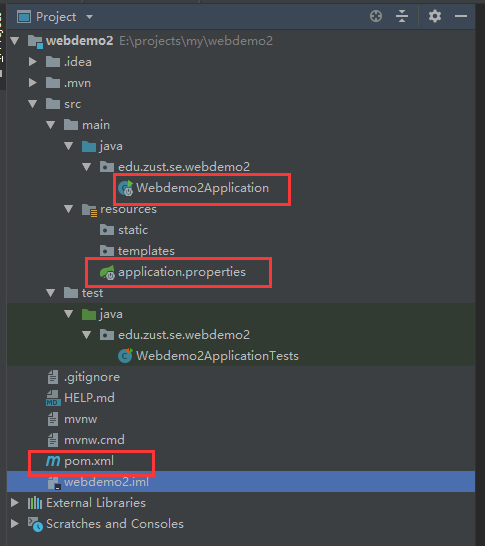 Project
webdemo2 E:\projects\my\webdemo2
.idea
.mvn
src
main
java
edu.zust.se.webdemo2
Webdemo2Application
resources
static
templates
application.properties
test
java
edu.zust.se.webdemo2
Webdemo2ApplicationTests
.gitignore
HELP.md
mvnw
mvnw.cmd
pom.xml
webdemo2.iml
External Libraries
Scratches and Consoles